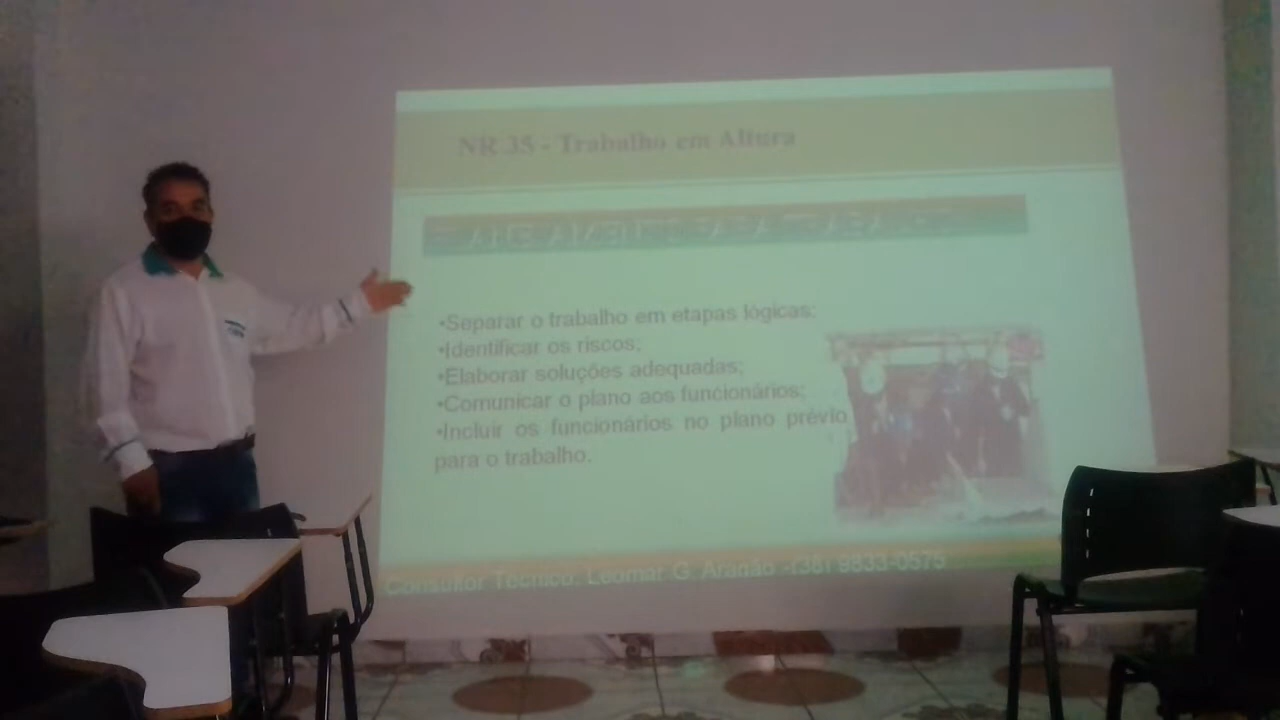 NR 35 - Trabalho em Altura
•Separar o trabalho em etapas lógicas;
•Identificar os riscos;
•Elaborar soluções adequadas;
•Comunicar o plano aos funcionários;
•Incluir os funcionários no plano prévio
para o trabalho.
Consultor Técnico: Leomar G. Aranão -(38) 9833-0575